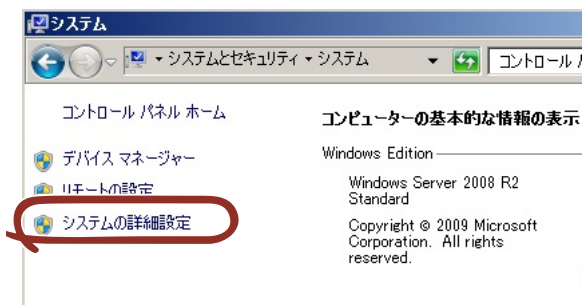 システム
▾ システムとセキュリティ ▾ システム
コントロール
コントロール パネル ホーム
デバイス マネージャー
リモートの設定
システムの詳細設定
コンピューターの基本的な情報の表示
Windows Edition
Windows Server 2008 R2
Standard
Copyright © 2009 Microsoft
Corporation. All rights
reserved.